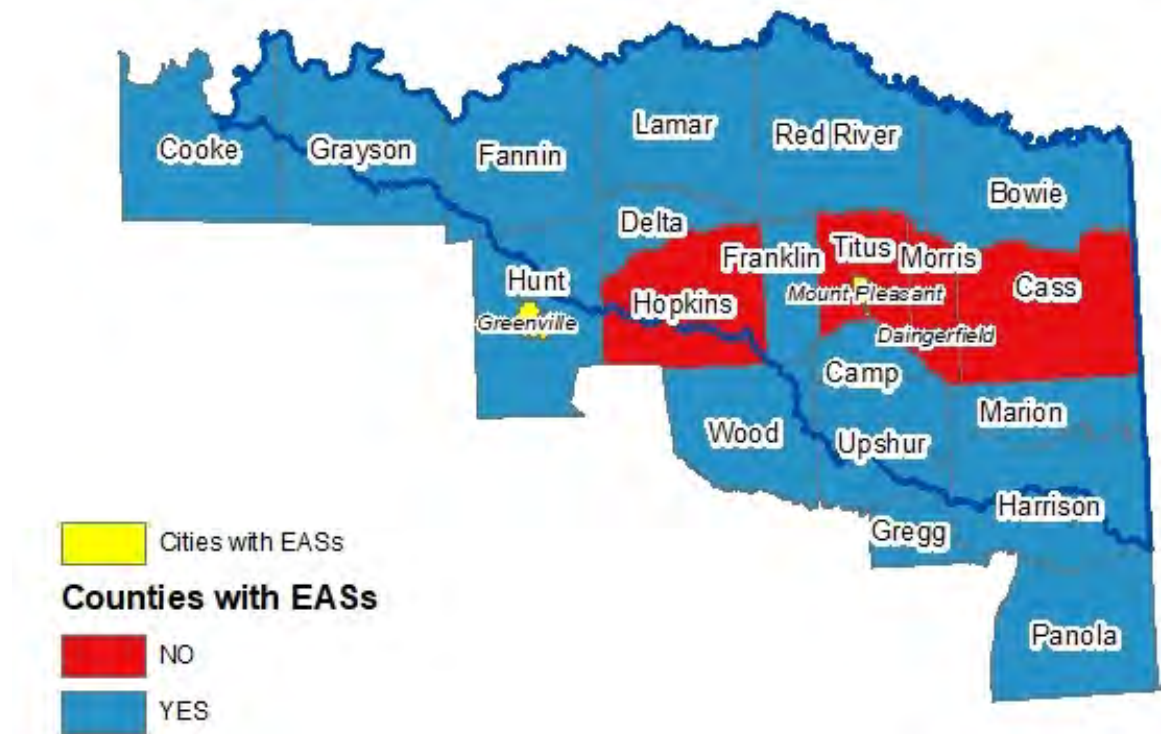 Lamar
Red River
Cooke
Grayson
Fannin
Bowie
Delta
Franklin
Titus
Morris
Hunt
Cass
Hopkins
Mount Pleasant
Greenville
Daingerfield
Camp
Marion
Wood
Upshur
Harrison
Gregg
Panola
Cities with EASs
Counties with EASs
NO
YES